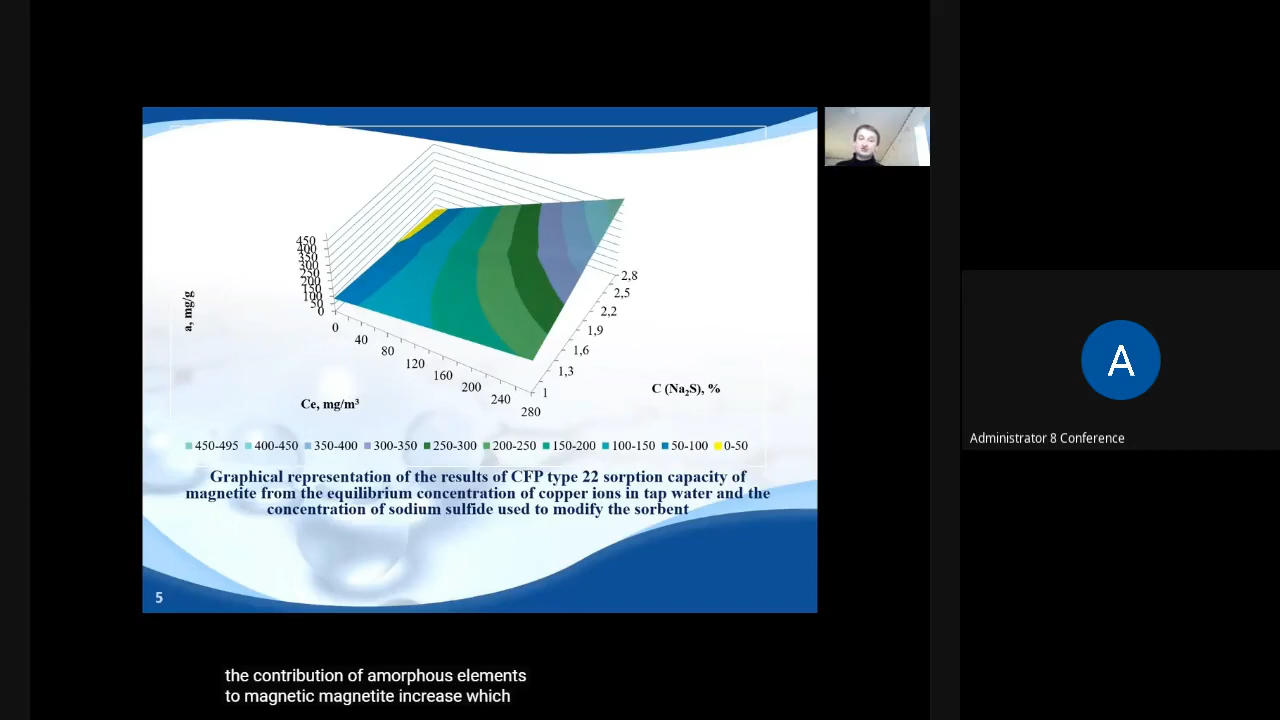 450
400
350
300
250
200
150
100
50
0
a, mg/g
0
40
80
120
160
200
240
280
Ce, mg/m³
1
1,3
1,6
1,9
2,2
2,5
2,8
C (Na₂S), %
450-495 400-450 350-400 300-350 250-300 200-250 150-200 100-150 50-100 0-50
Graphical representation of the results of CFP type 22 sorption capacity of
magnetite from the equilibrium concentration of copper ions in tap water and the
concentration of sodium sulfide used to modify the sorbent
5
A
Administrator 8 Conference
the contribution of amorphous elements
to magnetic magnetite increase which